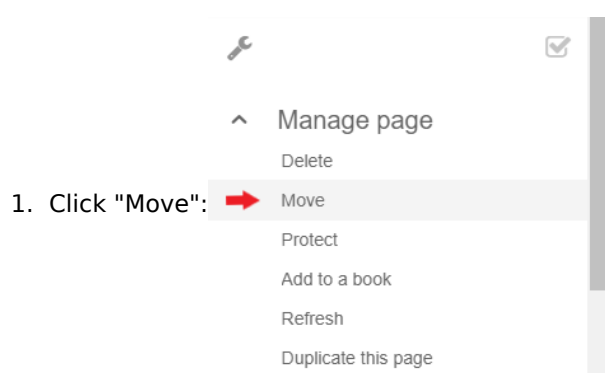 Manage page
Delete
1. Click "Move":
Move
Protect
Add to a book
Refresh
Duplicate this page